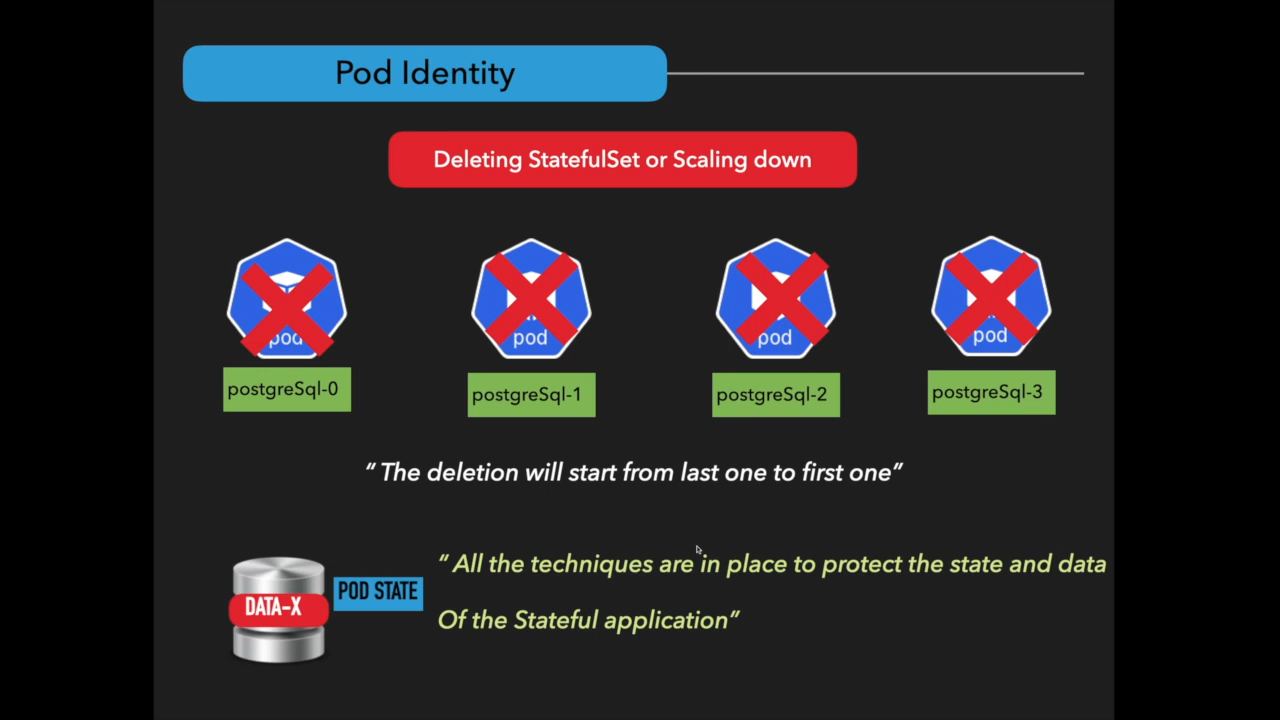 Pod Identity
Deleting StatefulSet or Scaling down
pod pod pod pod
postgreSql-0 postgreSql-1 postgreSql-2 postgreSql-3
“ The deletion will start from last one to first one”
“ All the techniques are in place to protect the state and data
DATA-X POD STATE
Of the Stateful application”